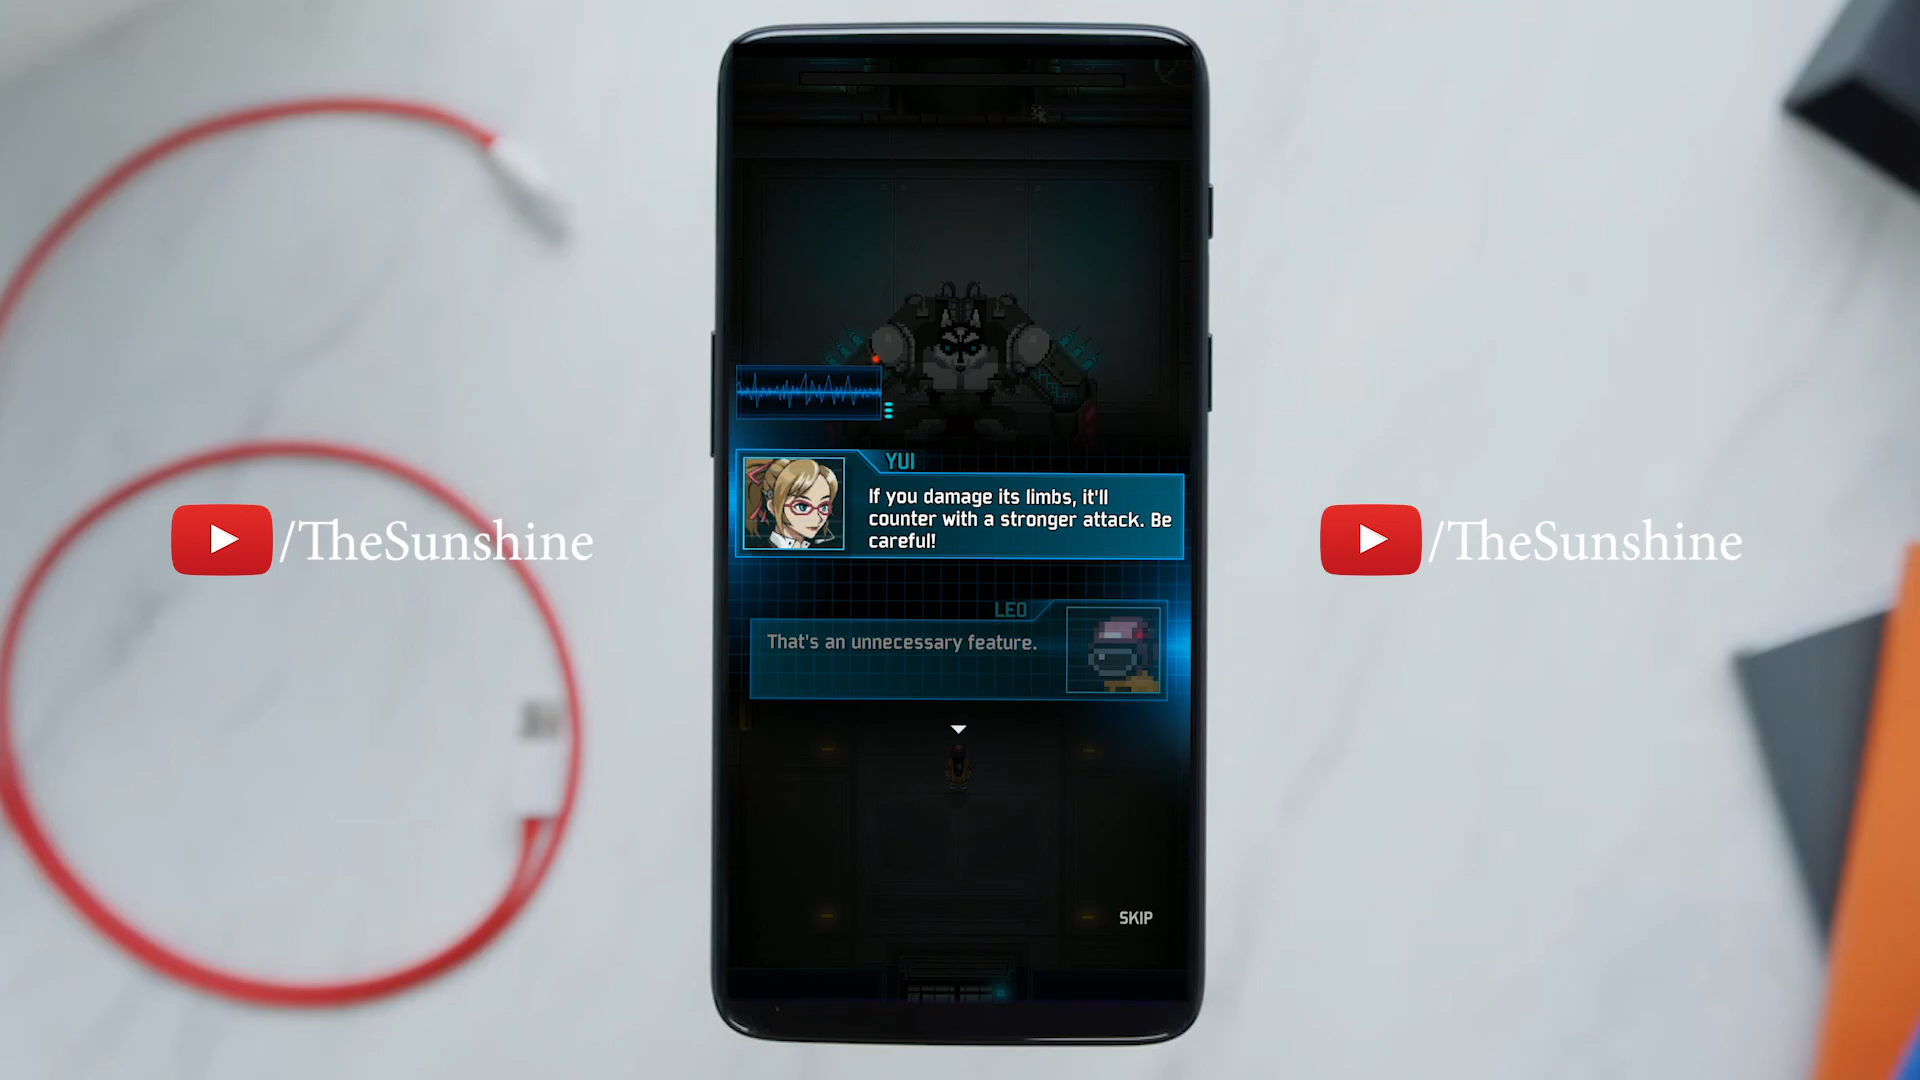 YUI
If you damage its limbs, it'll
counter with a stronger attack. Be
careful!
/TheSunshine
/TheSunshine
LEO
That's an unnecessary feature.
SKIP